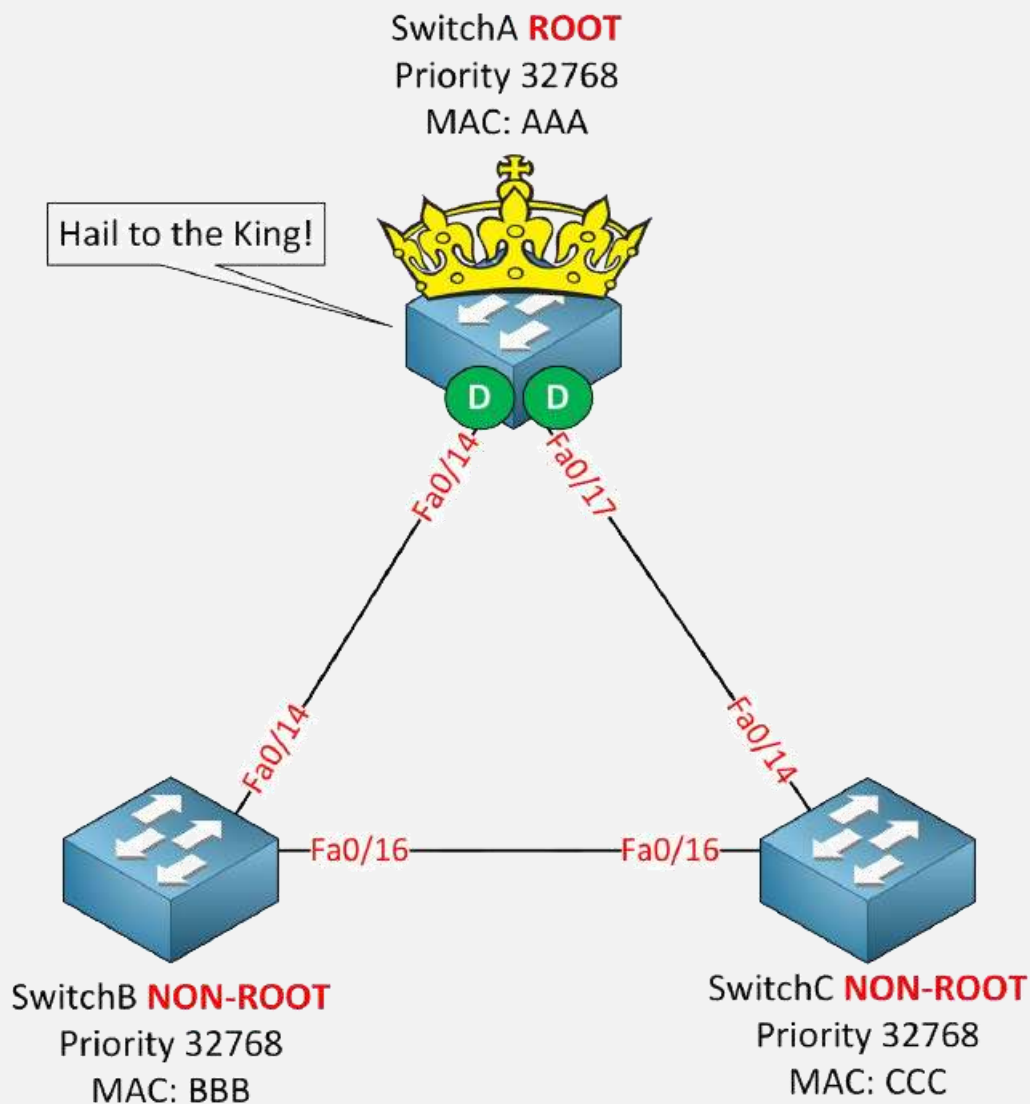 SwitchA ROOT
Priority 32768
MAC: AAA
Hail to the King!
D D
Fa0/14
Fa0/17
Fa0/14
Fa0/14
Fa0/16
Fa0/16
SwitchB NON-ROOT
Priority 32768
MAC: BBB
SwitchC NON-ROOT
Priority 32768
MAC: CCC